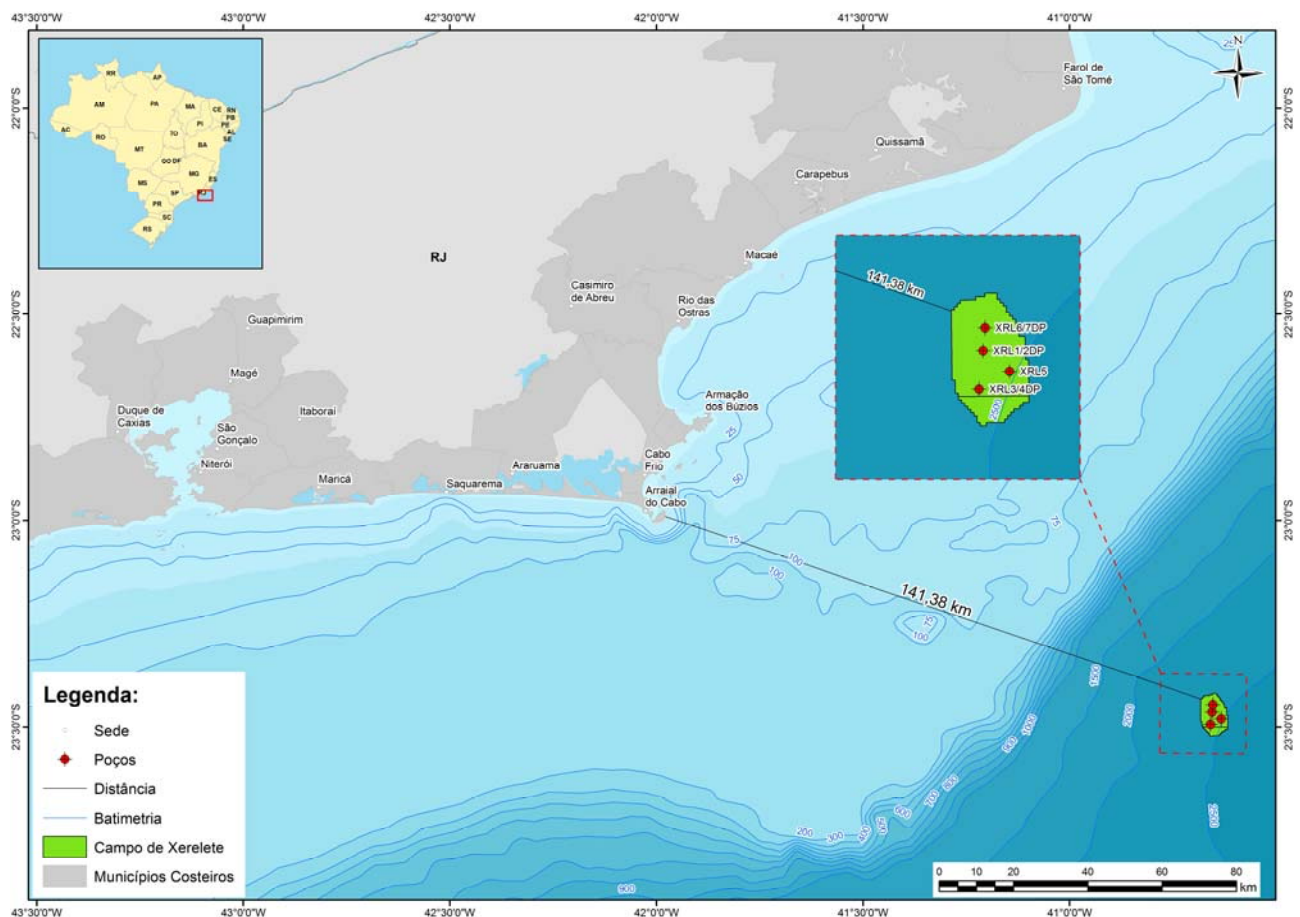 43°30'0"W
43°0'0"W
42°30'0"W
42°0'0"W
41°30'0"W
41°0'0"W
N
22°0'0"S
22°30'0"S
23°0'0"S
23°30'0"S
22°0'0"S
22°30'0"S
23°0'0"S
23°30'0"S
RR
AP
AM
PA
MA
CE
RN
PB
PE
AL
SE
PI
AC
RO
TO
BA
MT
GO DF
MG
ES
MS
SP
RJ
PR
SC
RS
25
Farol de
São Tomé
Quissamã
Carapebus
Macaé
RJ
Casimiro
de Abreu
Rio das
Ostras
Guapimirim
Magé
Itaboraí
Duque de
Caxias
São
Gonçalo
Niterói
Maricá
Saquarema
Araruama
Armação
dos Búzios
Cabo
Frio
Arraial
do Cabo
25
50
75
100
100
75
75
100
141,38 km
141,38 km
XRL6/7DP
XRL1/2DP
XRL5
XRL3/4DP
2500
1500
2000
2500
1000
900
800
700
600
500
400
300
200
900
Legenda:
Sede
Poços
Distância
Batimetria
Campo de Xerelete
Municípios Costeiros
0 10 20 40 60 80
km
43°30'0"W
43°0'0"W
42°30'0"W
42°0'0"W
41°30'0"W
41°0'0"W